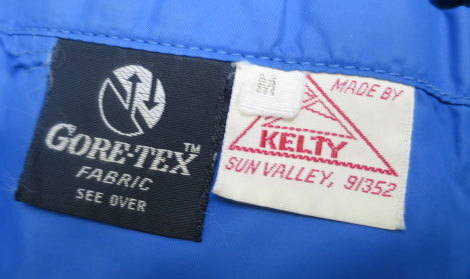 GORE-TEX™
FABRIC
SEE OVER
M
MADE BY
KELTY
SUN VALLEY, 91352